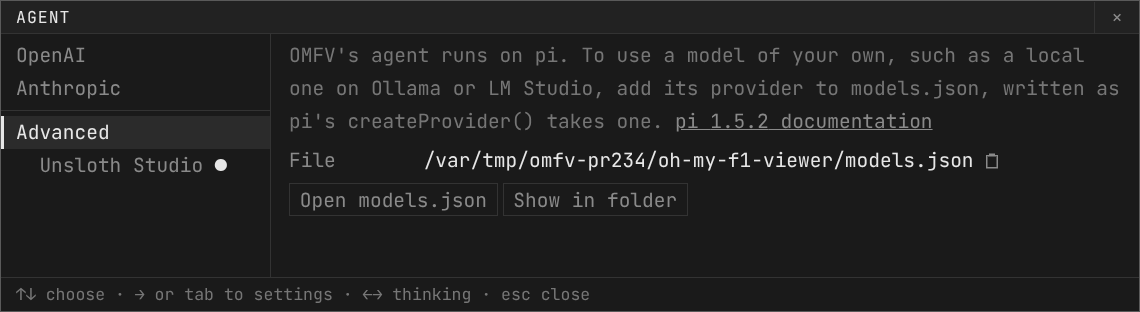 AGENT
×
OpenAI
Anthropic
Advanced
Unsloth Studio
OMFV's agent runs on pi. To use a model of your own, such as a local
one on Ollama or LM Studio, add its provider to models.json, written as
pi's createProvider() takes one. pi 1.5.2 documentation
File /var/tmp/omfv-pr234/oh-my-f1-viewer/models.json
Open models.json Show in folder
↑↓ choose · → or tab to settings · ←→ thinking · esc close